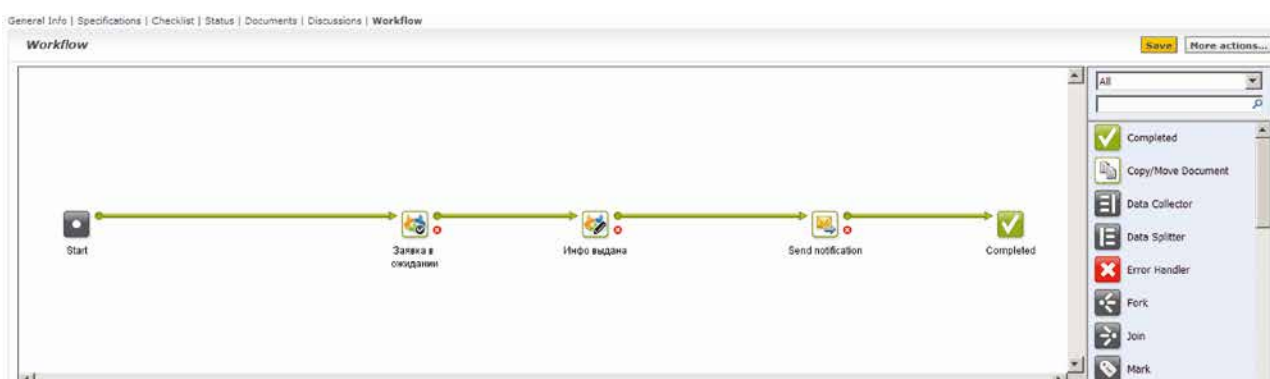 General Info | Specifications | Checklist | Status | Documents | Discussions | Workflow
Workflow
Save
More actions...
All
Completed
Copy/Move Document
Data Collector
Data Splitter
Error Handler
Fork
Join
Mark
Start
Заявка в
ожидании
Инфо выдана
Send notification
Completed